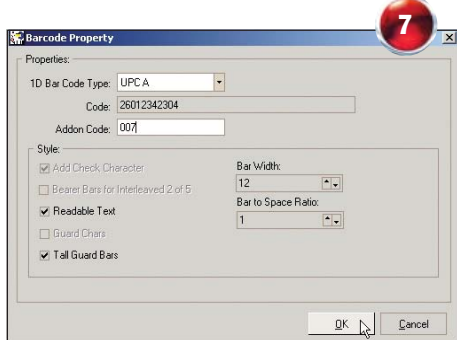 7
Barcode Property
Properties:
1D Bar Code Type: UPC A
Code: 26012342304
Addon Code: 007
Style:
Add Check Character
Bearer Bars for Interleaved 2 of 5
Readable Text
Guard Chars
Tall Guard Bars
Bar Width:
12
Bar to Space Ratio:
1
OK Cancel